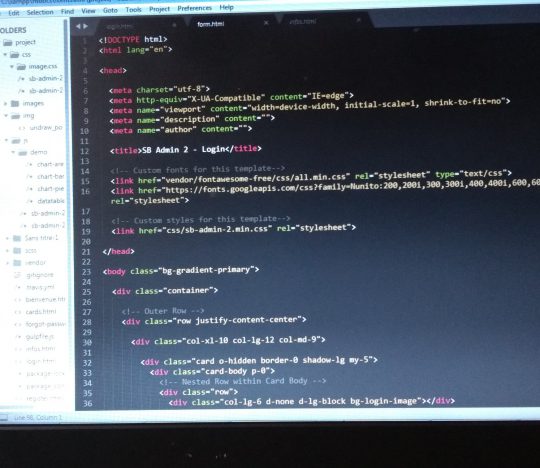 Edit Selection Find View Goto Tools Project Preferences Help
OLDERS
project
css
image.css
sb-admin-2
sb-admin-2
images
img
undraw_po
js
demo
chart-are
chart-bar
chart-pie
datatable
sb-admin-2
sb-admin-2
Sans titre-1
scss
vendor
.gitignore
.travis.yml
bienvenue.ht
cards.html
forgot-passw
gulpfile.js
infos.html
login.html
package-lock
package.json
register.html
login.html
form.html
infos.html
1 <!DOCTYPE html>
2 <html lang="en">
3
4 <head>
5
6 <meta charset="utf-8">
7 <meta http-equiv="X-UA-Compatible" content="IE=edge">
8 <meta name="viewport" content="width=device-width, initial-scale=1, shrink-to-fit=no">
9 <meta name="description" content="">
10 <meta name="author" content="">
11
12 <title>SB Admin 2 - Login</title>
13
14 <!-- Custom fonts for this template-->
15 <link href="vendor/fontawesome-free/css/all.min.css" rel="stylesheet" type="text/css">
16 <link href="https://fonts.googleapis.com/css?family=Nunito:200,200i,300,300i,400,400i,600,60
rel="stylesheet">
17
18 <!-- Custom styles for this template-->
19 <link href="css/sb-admin-2.min.css" rel="stylesheet">
20
21 </head>
22
23 <body class="bg-gradient-primary">
24
25 <div class="container">
26
27 <!-- Outer Row -->
28 <div class="row justify-content-center">
29
30 <div class="col-xl-10 col-lg-12 col-md-9">
31
32 <div class="card o-hidden border-0 shadow-lg my-5">
33 <div class="card-body p-0">
34 <!-- Nested Row within Card Body -->
35 <div class="row">
36 <div class="col-lg-6 d-none d-lg-block bg-login-image"></div>
Line 98, Column 1